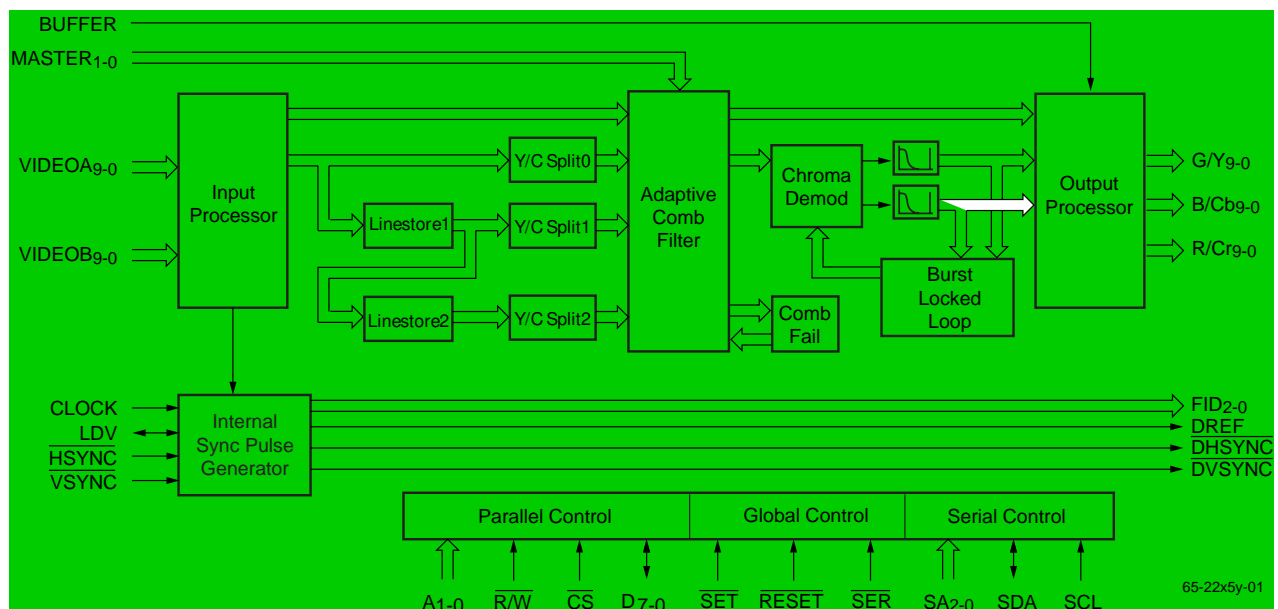 BUFFER
MASTER1-0
VIDEOA9-0
VIDEOB9-0
Input
Processor
Linestore1
Linestore2
Y/C Split0
Y/C Split1
Y/C Split2
Adaptive
Comb
Filter
Chroma
Demod
Comb
Fail
Burst
Locked
Loop
Output
Processor
G/Y9-0
B/Cb9-0
R/Cr9-0
CLOCK
LDV
HSYNC
VSYNC
Internal
Sync Pulse
Generator
FID2-0
DREF
DHSYNC
DVSYNC
Parallel Control
Global Control
Serial Control
A1-0
R/W
CS
D7-0
SET
RESET
SER
SA2-0
SDA
SCL
65-22x5y-01